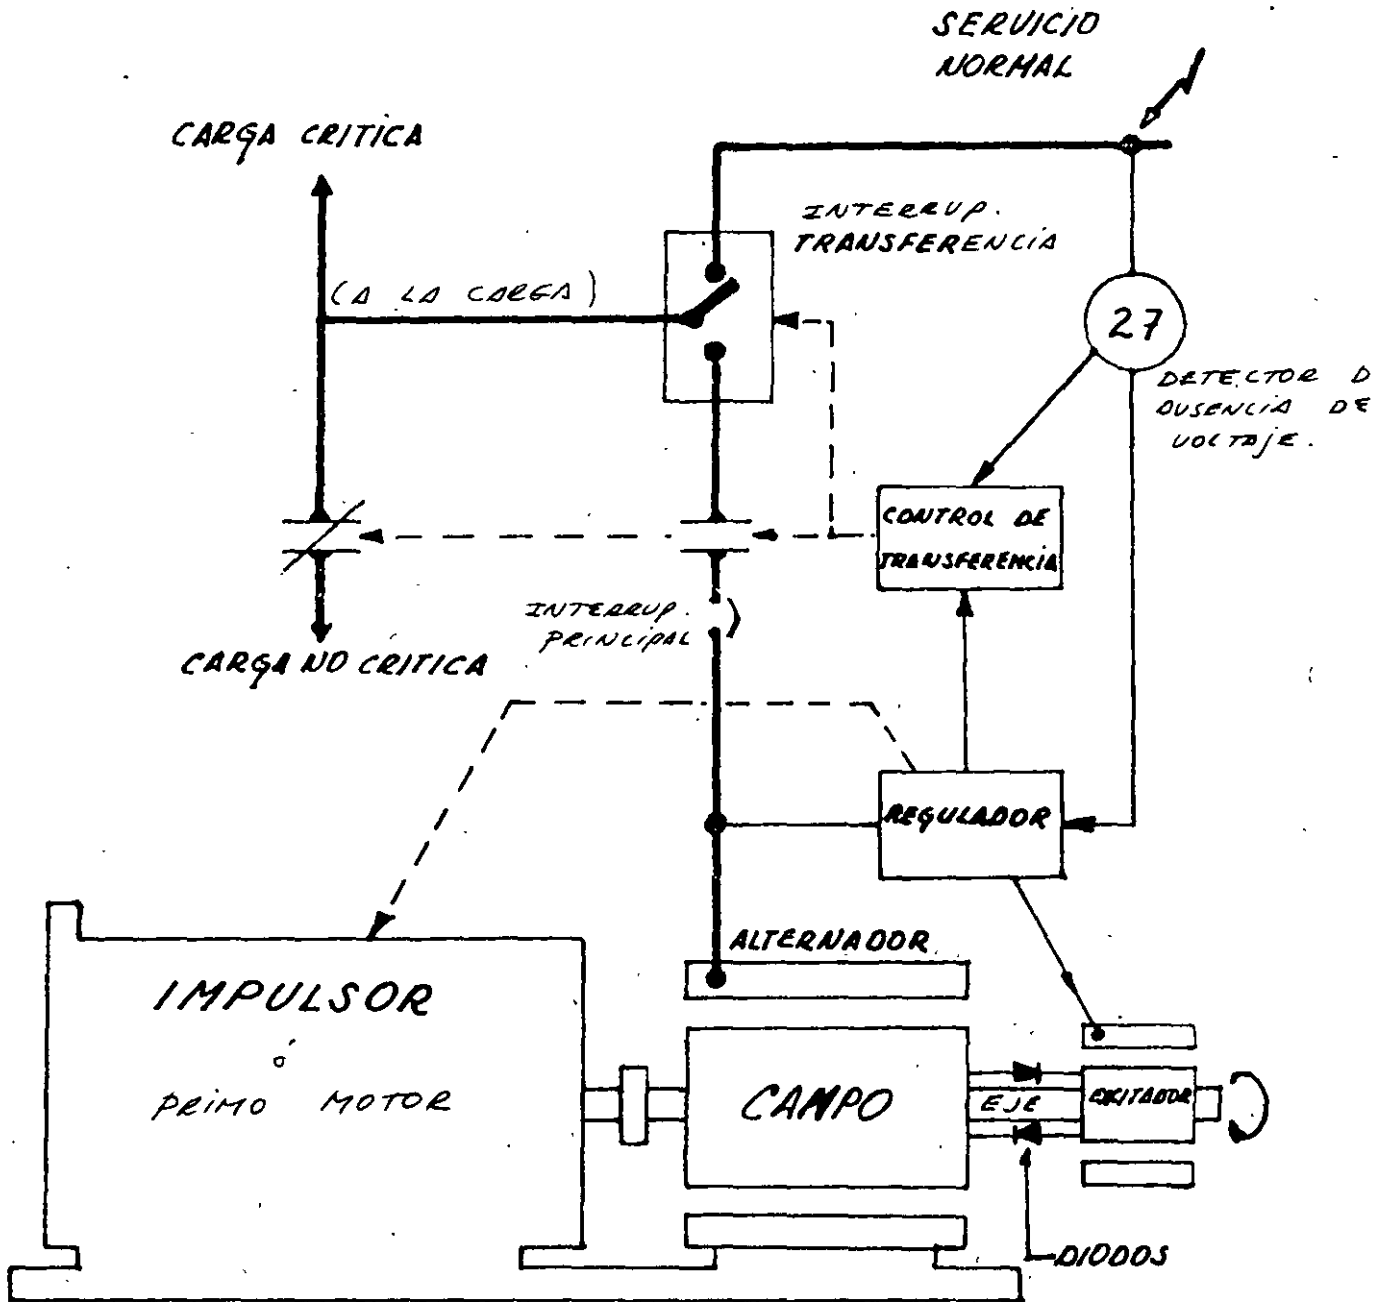 SERVICIO
NORMAL
CARGA CRITICA
INTERRUP.
TRANSFERENCIA
(A LA CARGA)
27
DETECTOR D
AUSENCIA DE
VOLTAJE.
CONTROL DE
TRANSFERENCIA
INTERRUP.
PRINCIPAL
CARGA NO CRITICA
REGULADOR
ALTERNADOR
IMPULSOR
ó
PRIMO MOTOR
CAMPO
EJE
EXCITADOR
DIODOS